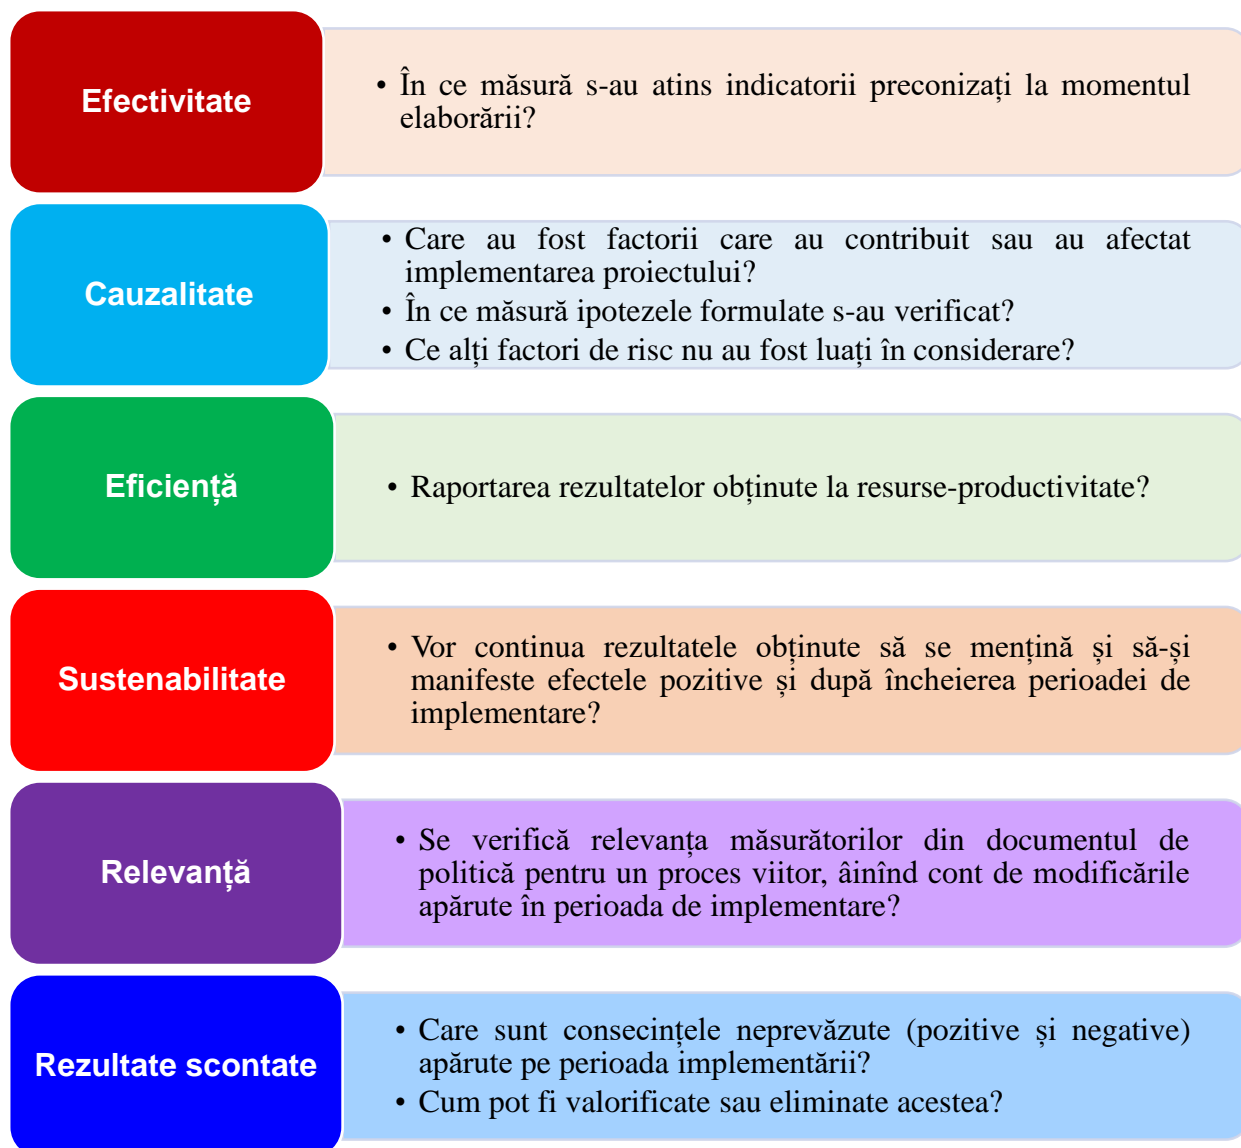 Efectivitate
• În ce măsură s-au atins indicatorii preconizați la momentul
elaborării?
Cauzalitate
• Care au fost factorii care au contribuit sau au afectat
implementarea proiectului?
• În ce măsură ipotezele formulate s-au verificat?
• Ce alți factori de risc nu au fost luați în considerare?
Eficiență
• Raportarea rezultatelor obținute la resurse-productivitate?
Sustenabilitate
• Vor continua rezultatele obținute să se mențină și să-și
manifeste efectele pozitive și după încheierea perioadei de
implementare?
Relevanță
• Se verifică relevanța măsurătorilor din documentul de
politică pentru un proces viitor, âinînd cont de modificările
apărute în perioada de implementare?
Rezultate scontate
• Care sunt consecințele neprevăzute (pozitive și negative)
apărute pe perioada implementării?
• Cum pot fi valorificate sau eliminate acestea?